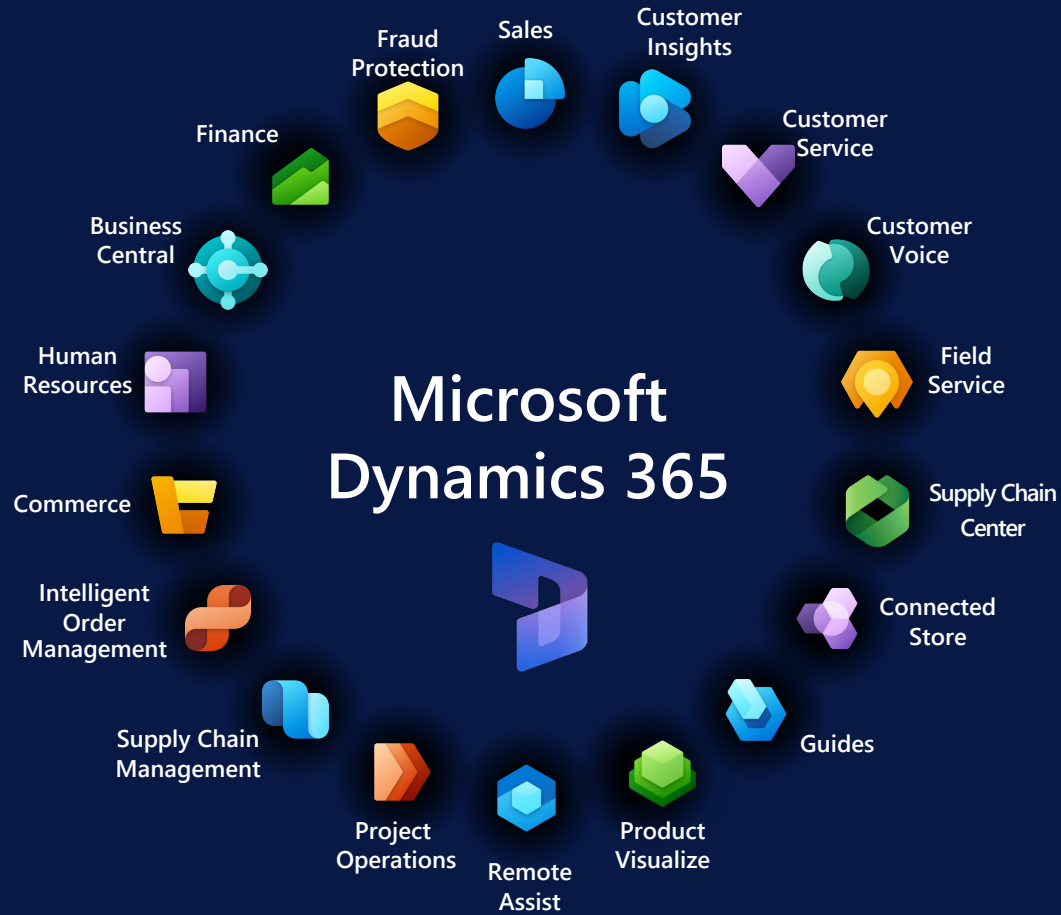 Sales
Customer
Insights
Customer
Service
Customer
Voice
Field
Service
Supply Chain
Center
Connected
Store
Guides
Product
Visualize
Remote
Assist
Project
Operations
Supply Chain
Management
Intelligent
Order
Management
Commerce
Human
Resources
Business
Central
Finance
Fraud
Protection
Microsoft
Dynamics 365